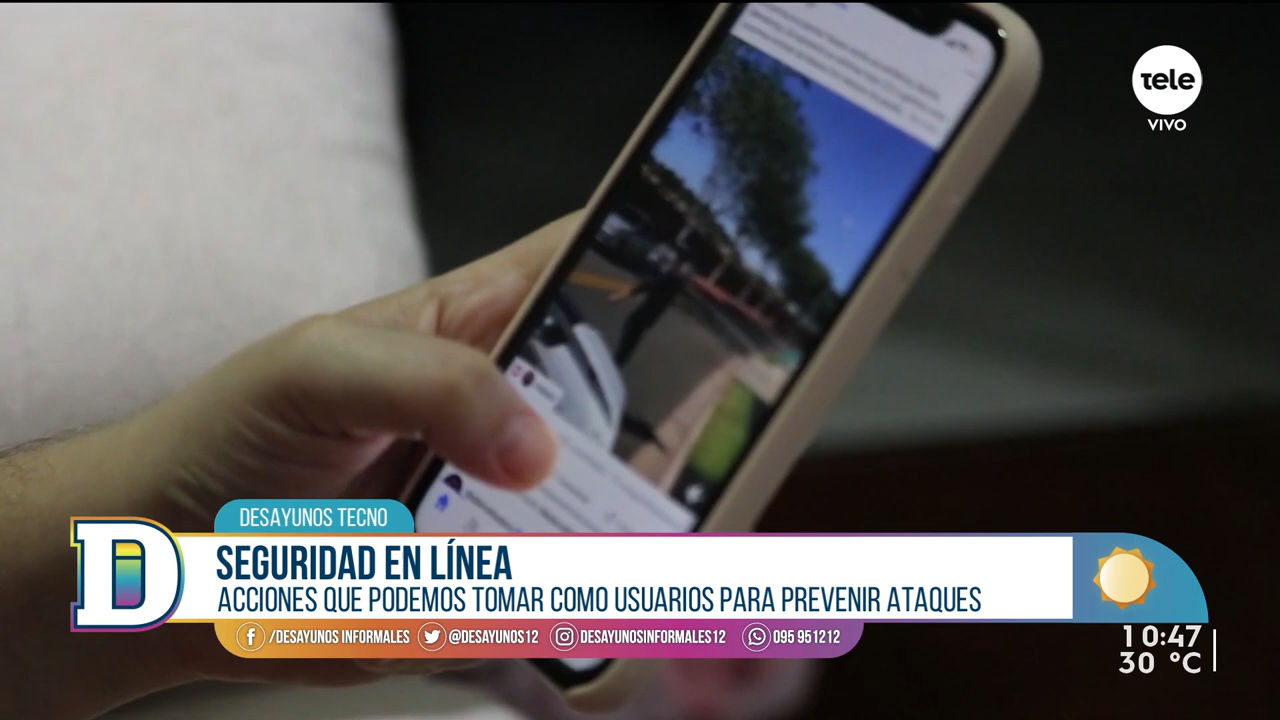 tele
VIVO
DESAYUNOS TECNO
D
SEGURIDAD EN LÍNEA
ACCIONES QUE PODEMOS TOMAR COMO USUARIOS PARA PREVENIR ATAQUES
/DESAYUNOS INFORMALES @DESAYUNOS12 DESAYUNOSINFORMALES12 095 951212
10:47
30 °C